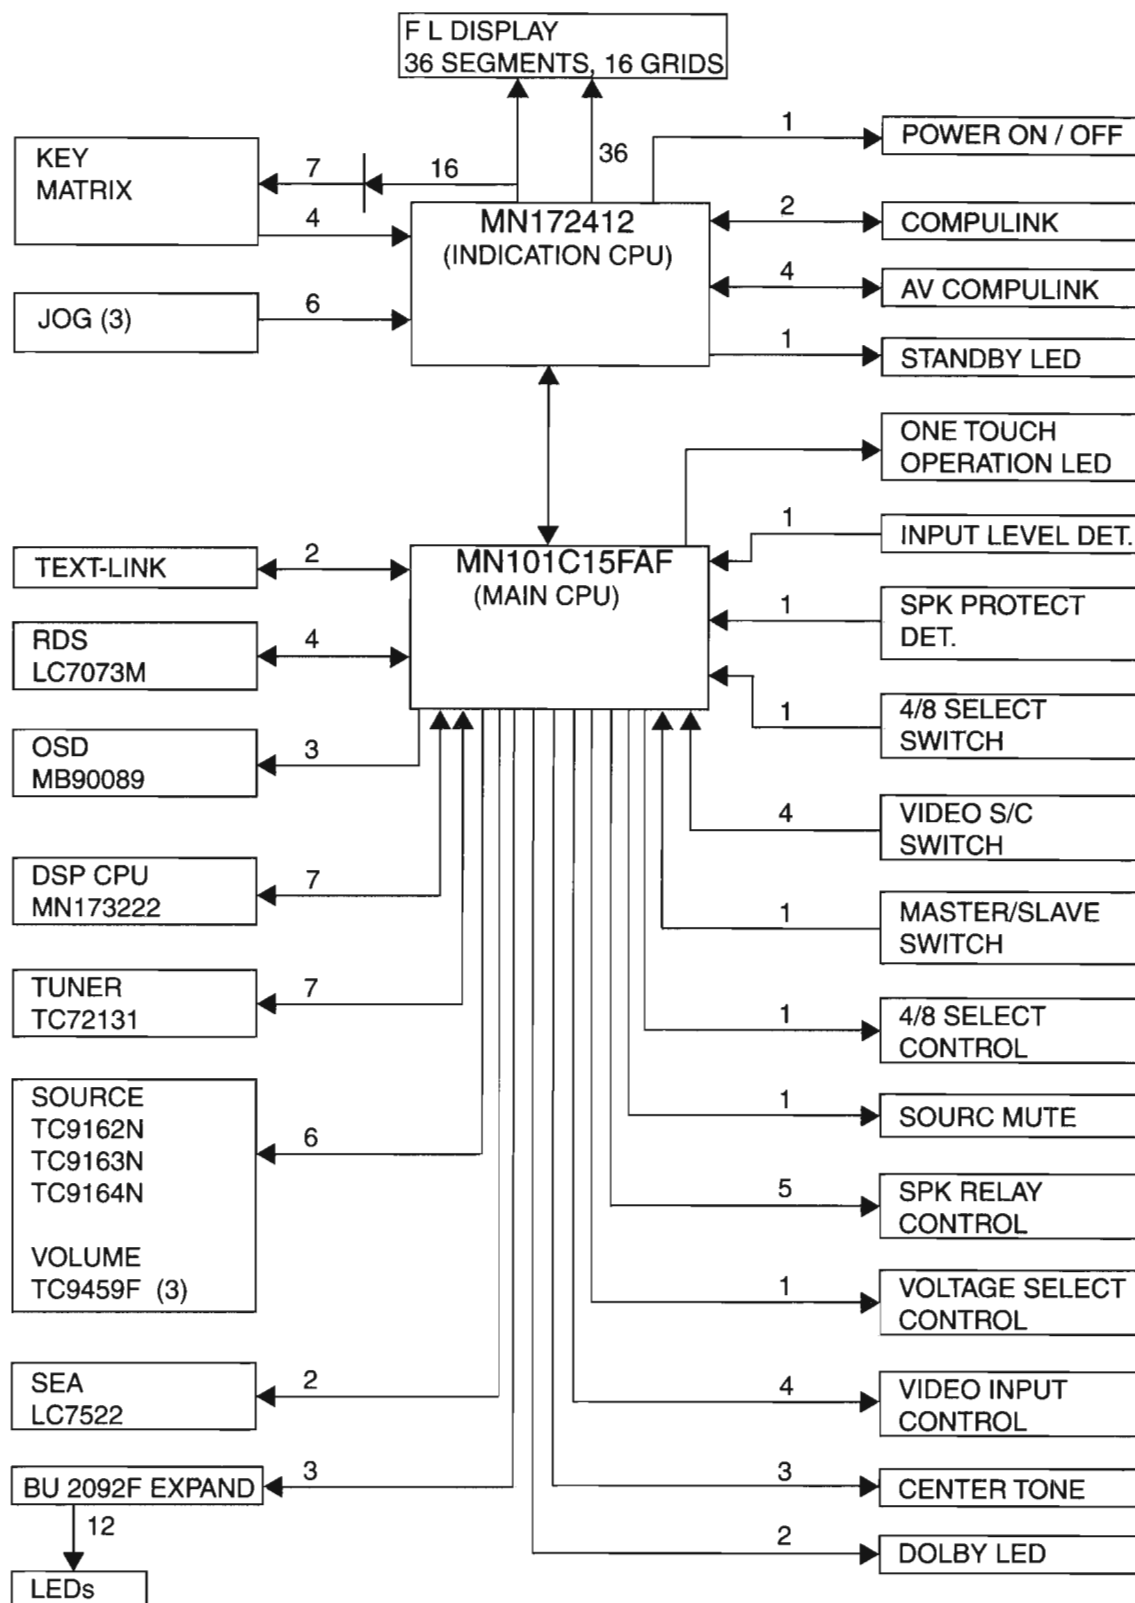 F L DISPLAY
36 SEGMENTS, 16 GRIDS
KEY
MATRIX
7
16
36
1
POWER ON / OFF
4
MN172412
(INDICATION CPU)
2
COMPULINK
JOG (3)
6
4
AV COMPULINK
1
STANDBY LED
ONE TOUCH
OPERATION LED
TEXT-LINK
2
MN101C15FAF
(MAIN CPU)
1
INPUT LEVEL DET.
RDS
LC7073M
4
1
SPK PROTECT
DET.
OSD
MB90089
3
1
4/8 SELECT
SWITCH
4
VIDEO S/C
SWITCH
DSP CPU
MN173222
7
1
MASTER/SLAVE
SWITCH
TUNER
TC72131
7
1
4/8 SELECT
CONTROL
SOURCE
TC9162N
TC9163N
TC9164N
VOLUME
TC9459F (3)
6
1
SOURC MUTE
5
SPK RELAY
CONTROL
1
VOLTAGE SELECT
CONTROL
SEA
LC7522
2
4
VIDEO INPUT
CONTROL
BU 2092F EXPAND
3
3
CENTER TONE
12
LEDs
2
DOLBY LED